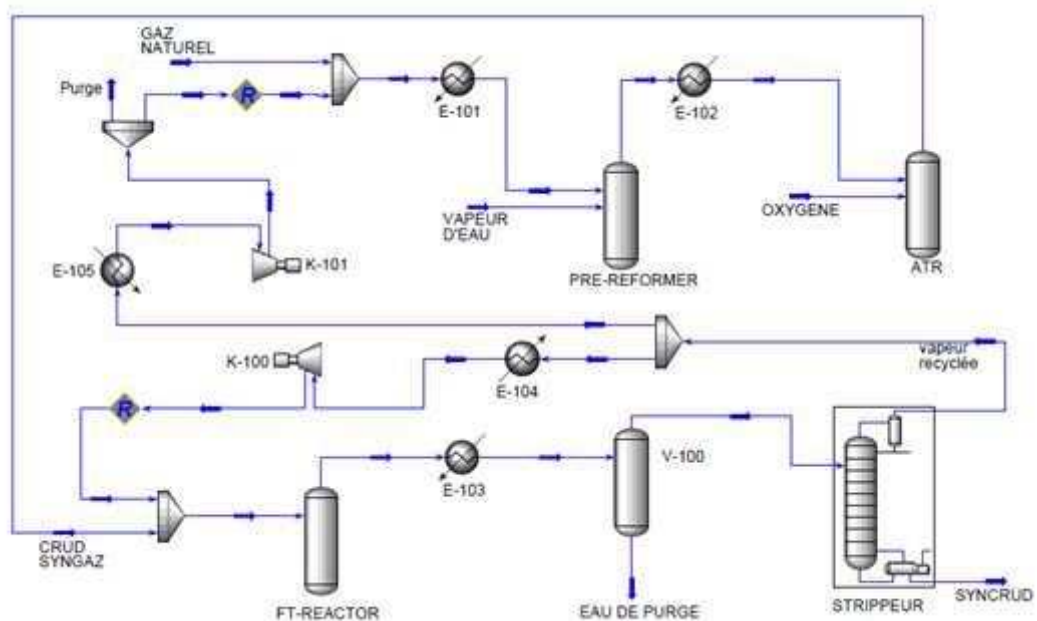 GAZ
NATUREL
Purge
R
E-101
E-102
VAPEUR
D'EAU
OXYGENE
PRE-REFORMER
ATR
E-105
K-101
K-100
E-104
vapeur
recyclée
R
E-103
V-100
CRUD
SYNGAZ
FT-REACTOR
EAU DE PURGE
STRIPPEUR
SYNCRUD